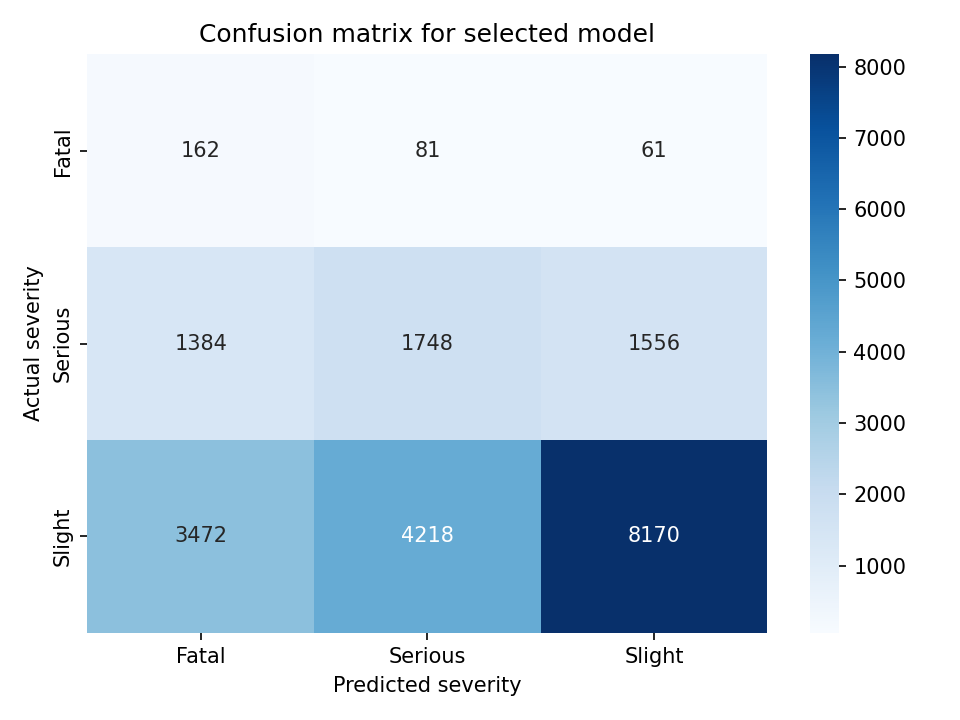 Confusion matrix for selected model
Actual severity
Fatal
162 81 61
Serious
1384 1748 1556
Slight
3472 4218 8170
Fatal Serious Slight
Predicted severity
8000
7000
6000
5000
4000
3000
2000
1000